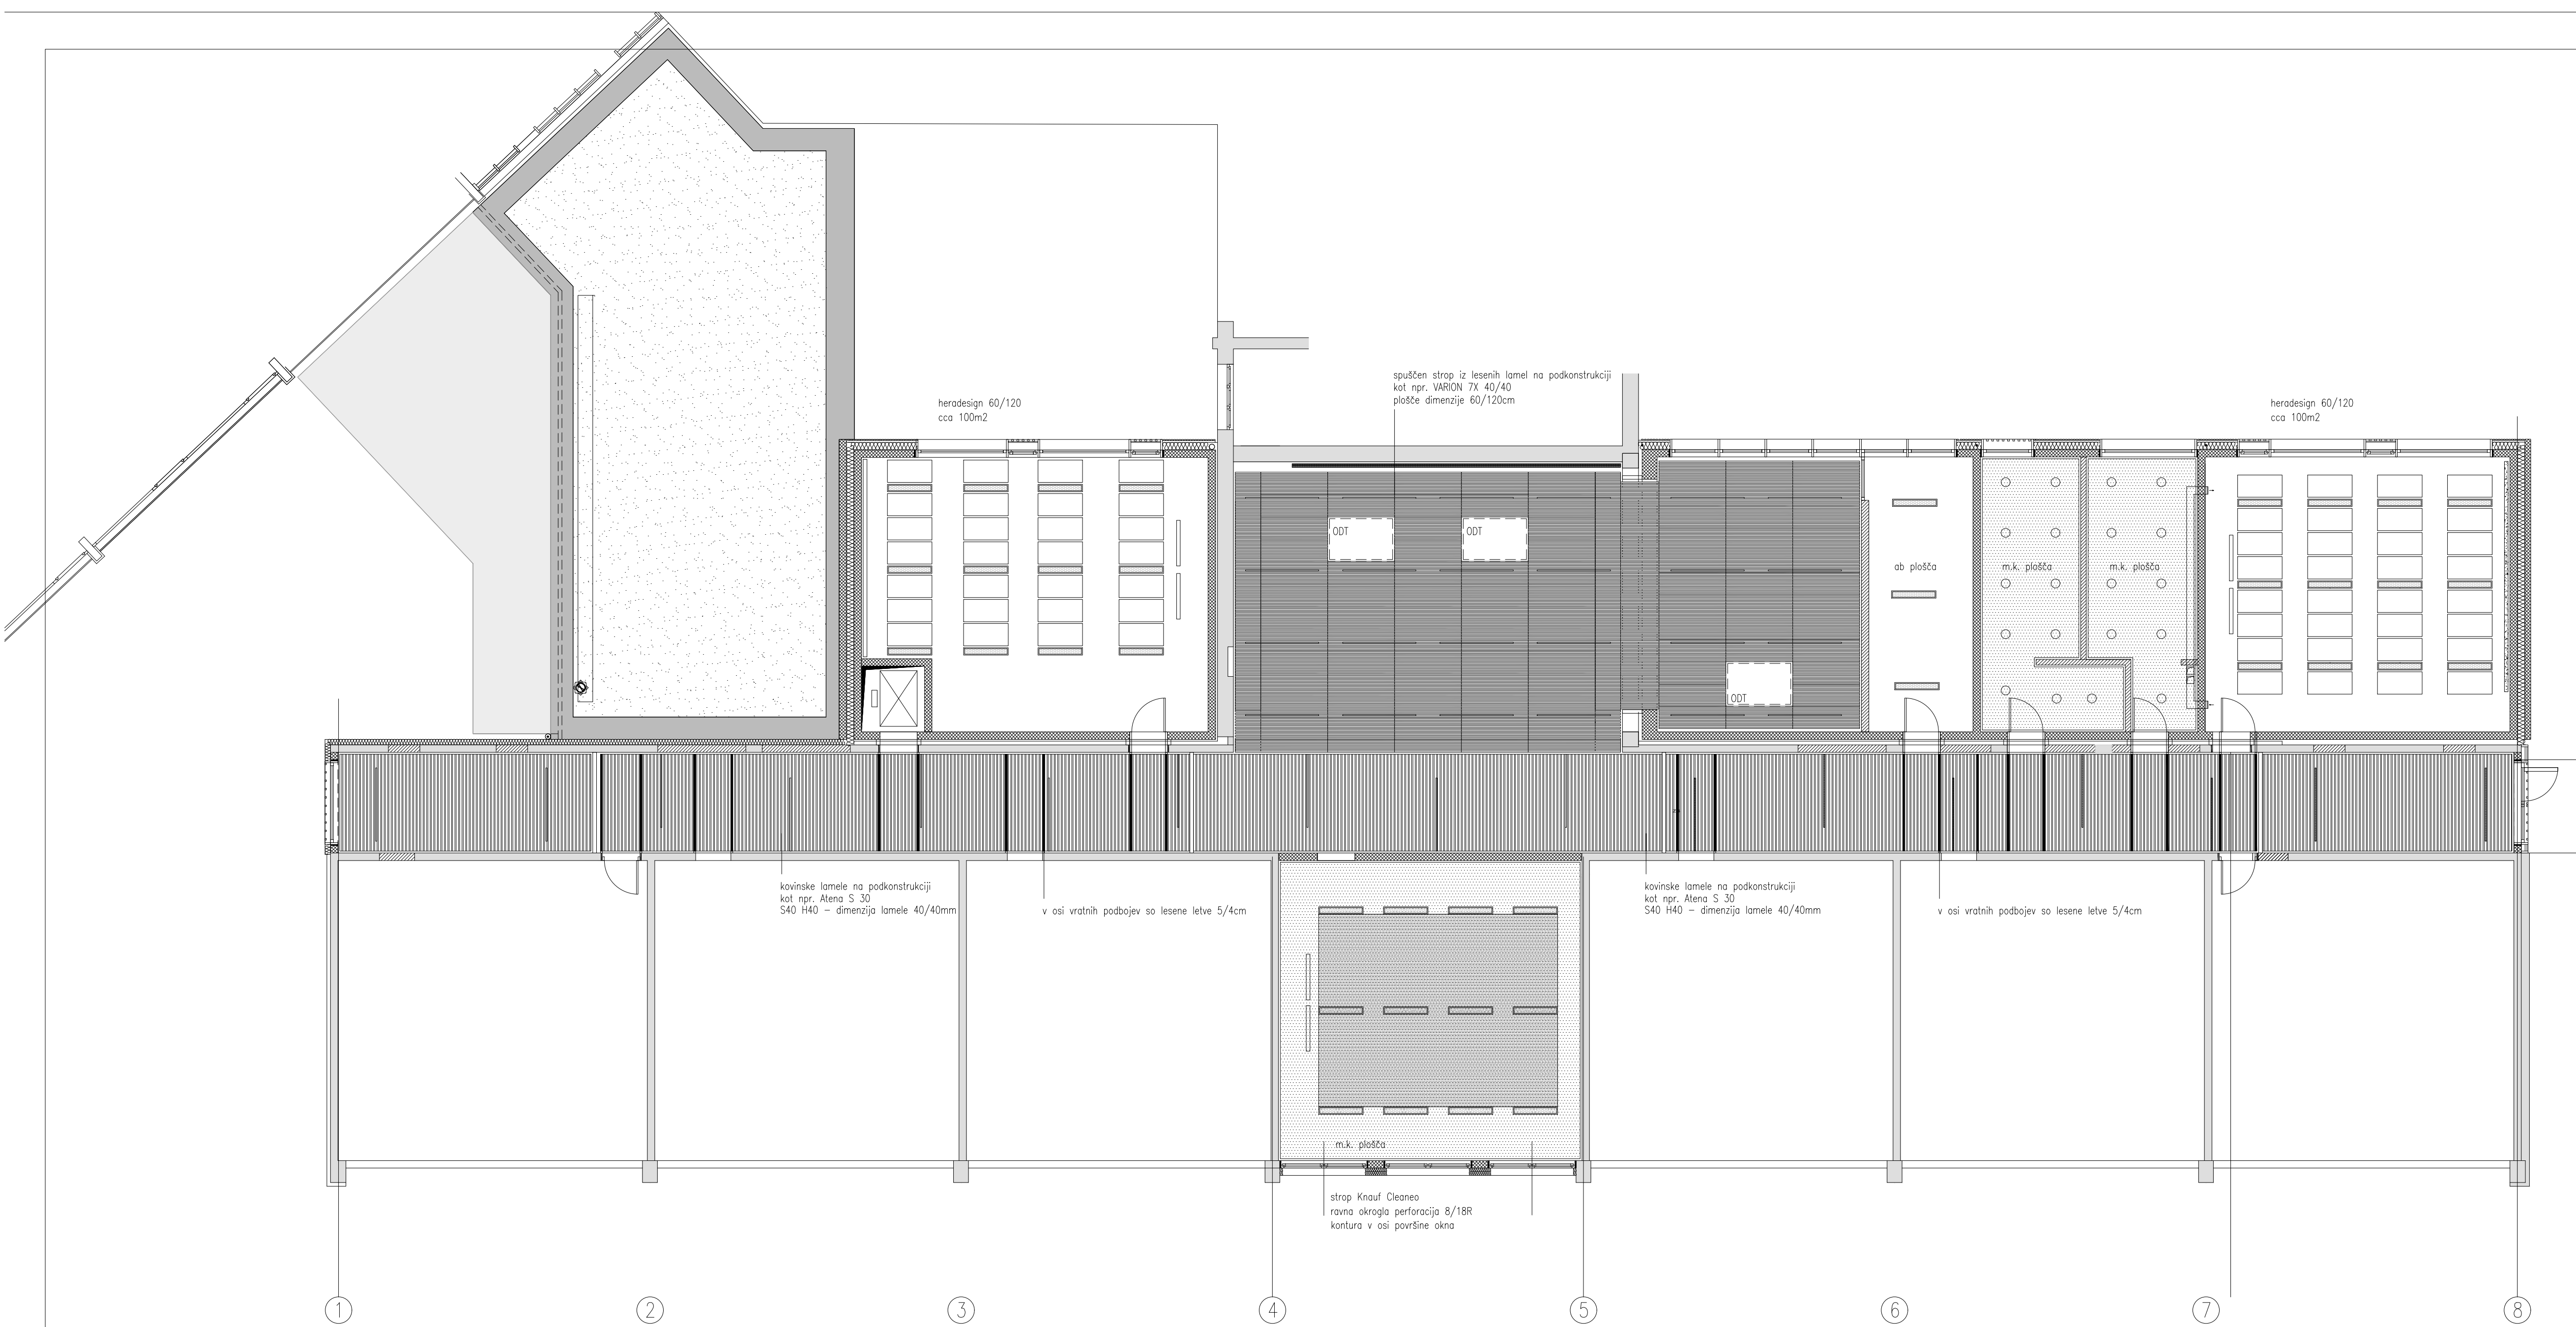 spuščen strop iz lesenih lamel na podkonstrukciji
kot npr. VARION 7X 40/40
plošče dimenzije 60/120cm
heradesign 60/120
cca 100m2
heradesign 60/120
cca 100m2
ODT
ODT
ab plošča
m.k. plošča
m.k. plošča
ODT
kovinske lamele na podkonstrukciji
kot npr. Atena S 30
S40 H40 – dimenzija lamele 40/40mm
v osi vratnih podbojev so lesene letve 5/4cm
kovinske lamele na podkonstrukciji
kot npr. Atena S 30
S40 H40 – dimenzija lamele 40/40mm
v osi vratnih podbojev so lesene letve 5/4cm
m.k. plošča
strop Knauf Cleaneo
ravna okrogla perforacija 8/18R
kontura v osi površine okna
1
2
3
4
5
6
7
8